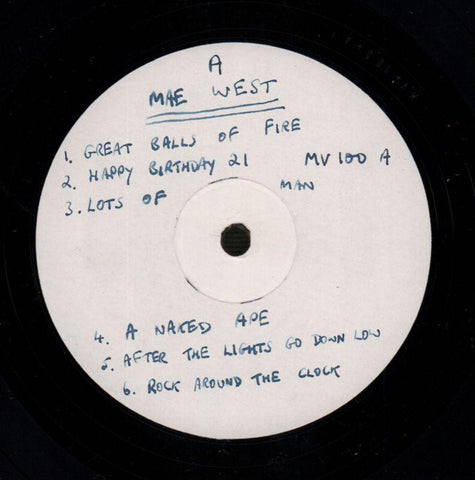 A
MAE WEST
1. GREAT BALLS OF FIRE
2. HAPPY BIRTHDAY 21 MV 100 A
3. LOTS OF MAN
4. A NAKED APE
5. AFTER THE LIGHTS GO DOWN LOW
6. ROCK AROUND THE CLOCK